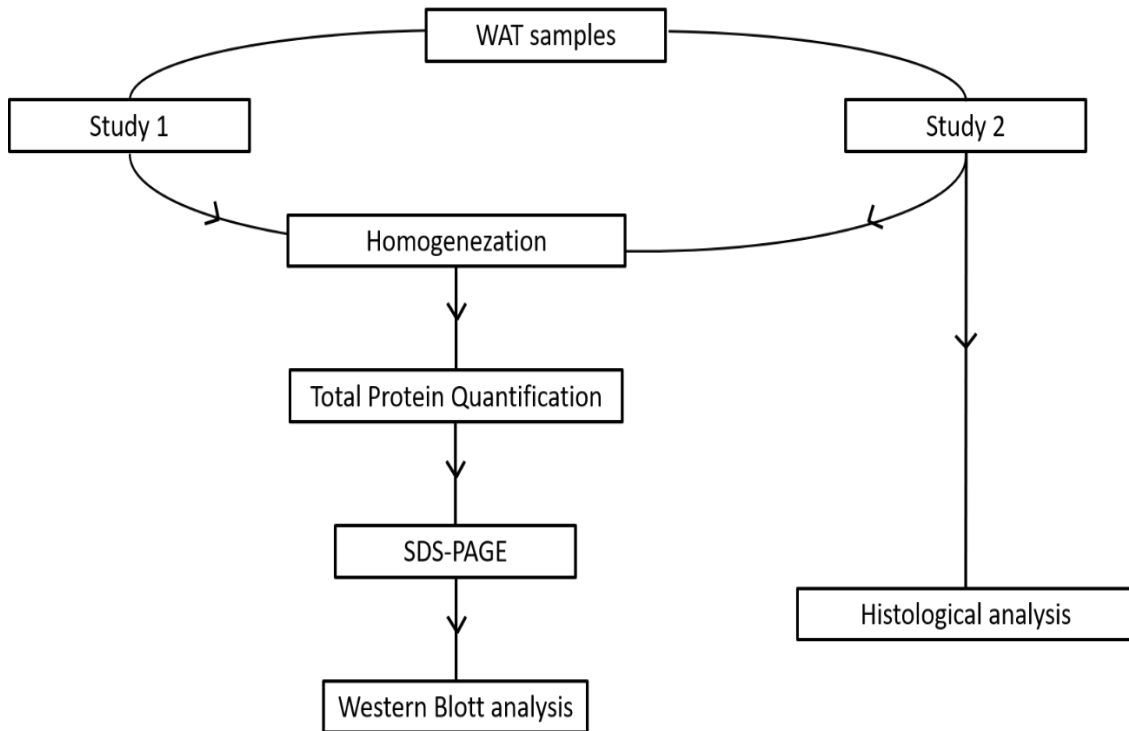 WAT samples
Study 1
Study 2
Homogenezation
Total Protein Quantification
SDS-PAGE
Histological analysis
Western Blott analysis